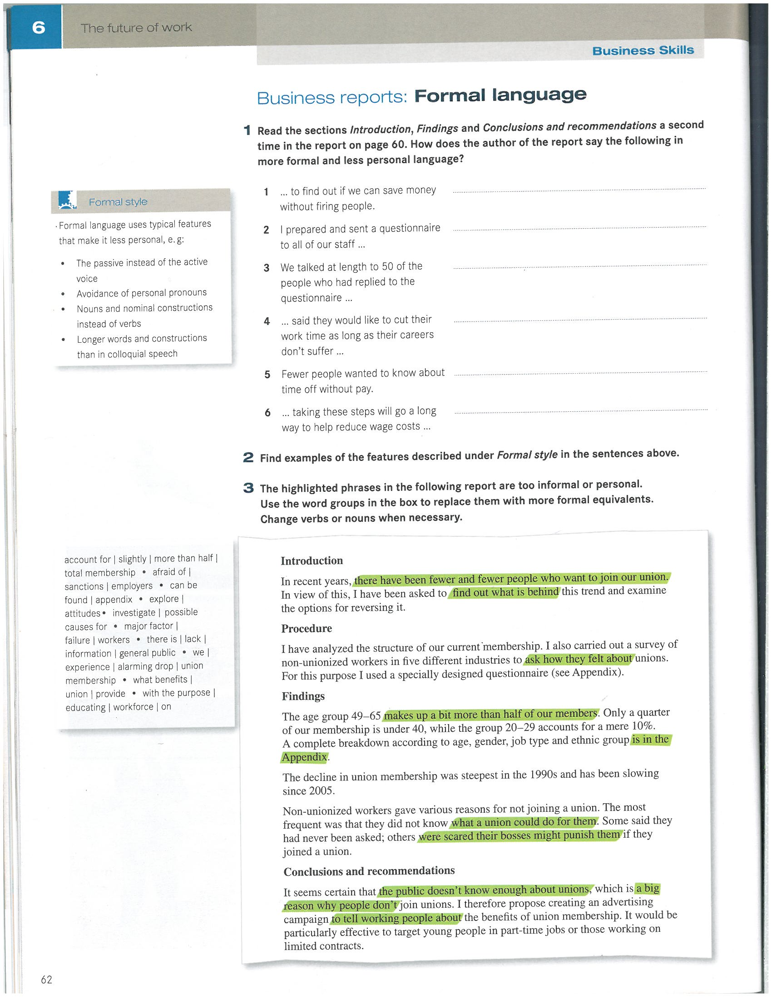 6
The future of work
Business Skills
Business reports: Formal language
1 Read the sections Introduction, Findings and Conclusions and recommendations a second
time in the report on page 60. How does the author of the report say the following in
more formal and less personal language?
Formal style
Formal language uses typical features
that make it less personal, e.g:
• The passive instead of the active
voice
• Avoidance of personal pronouns
• Nouns and nominal constructions
instead of verbs
• Longer words and constructions
than in colloquial speech
1 ... to find out if we can save money
without firing people.
2 I prepared and sent a questionnaire
to all of our staff ...
3 We talked at length to 50 of the
people who had replied to the
questionnaire ...
4 ... said they would like to cut their
work time as long as their careers
don't suffer ...
5 Fewer people wanted to know about
time off without pay.
6 ... taking these steps will go a long
way to help reduce wage costs ...
2 Find examples of the features described under Formal style in the sentences above.
3 The highlighted phrases in the following report are too informal or personal.
Use the word groups in the box to replace them with more formal equivalents.
Change verbs or nouns when necessary.
account for | slightly | more than half |
total membership • afraid of |
sanctions | employers • can be
found | appendix • explore |
attitudes • investigate | possible
causes for • major factor |
failure | workers • there is | lack |
information | general public • we |
experience | alarming drop | union
membership • what benefits |
union | provide • with the purpose |
educating | workforce | on
Introduction
In recent years, there have been fewer and fewer people who want to join our union.
In view of this, I have been asked to find out what is behind this trend and examine
the options for reversing it.
Procedure
I have analyzed the structure of our current membership. I also carried out a survey of
non-unionized workers in five different industries to ask how they felt about unions.
For this purpose I used a specially designed questionnaire (see Appendix).
Findings
The age group 49–65 makes up a bit more than half of our members. Only a quarter
of our membership is under 40, while the group 20–29 accounts for a mere 10%.
A complete breakdown according to age, gender, job type and ethnic group is in the
Appendix.
The decline in union membership was steepest in the 1990s and has been slowing
since 2005.
Non-unionized workers gave various reasons for not joining a union. The most
frequent was that they did not know what a union could do for them. Some said they
had never been asked; others were scared their bosses might punish them if they
joined a union.
Conclusions and recommendations
It seems certain that the public doesn't know enough about unions, which is a big
reason why people don't join unions. I therefore propose creating an advertising
campaign to tell working people about the benefits of union membership. It would be
particularly effective to target young people in part-time jobs or those working on
limited contracts.
62